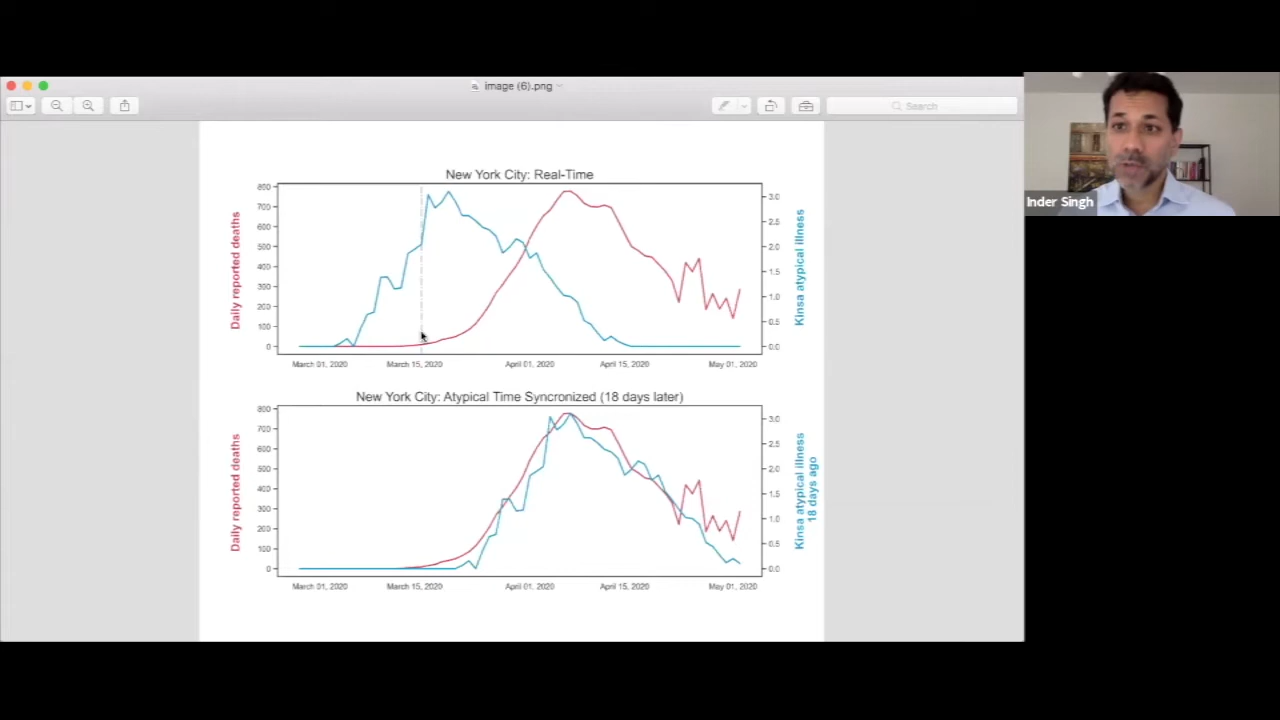 image (6).png
Search
Inder Singh
New York City: Real-Time
Daily reported deaths
800
700
600
500
400
300
200
100
0
3.0
2.5
2.0
1.5
1.0
0.5
0.0
Kinsa atypical illness
March 01, 2020 March 15, 2020 April 01, 2020 April 15, 2020 May 01, 2020
New York City: Atypical Time Syncronized (18 days later)
Daily reported deaths
800
700
600
500
400
300
200
100
0
3.0
2.5
2.0
1.5
1.0
0.5
0.0
Kinsa atypical illness
18 days ago
March 01, 2020 March 15, 2020 April 01, 2020 April 15, 2020 May 01, 2020